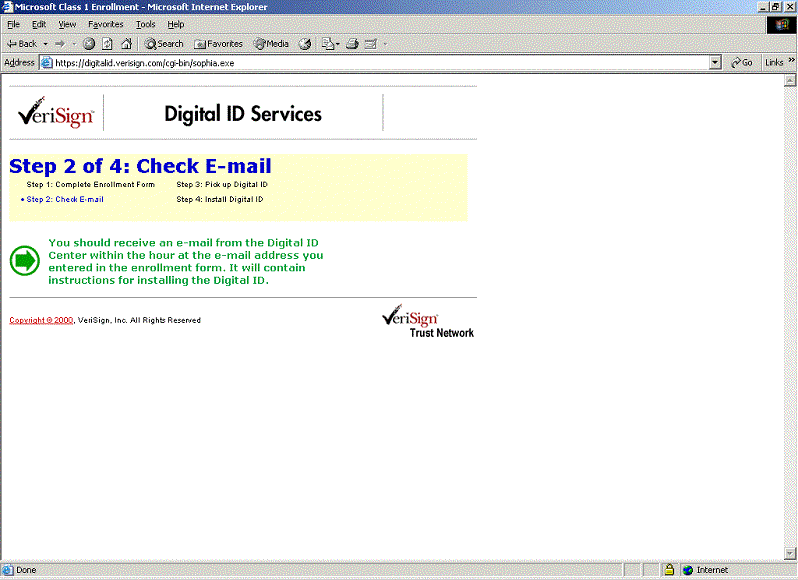 Microsoft Class 1 Enrollment - Microsoft Internet Explorer
File Edit View Favorites Tools Help
Back Search Favorites Media
Address https://digitalid.verisign.com/cgi-bin/sophia.exe Go Links »
VeriSign™ Digital ID Services
Step 2 of 4: Check E-mail
Step 1: Complete Enrollment Form Step 3: Pick up Digital ID
• Step 2: Check E-mail Step 4: Install Digital ID
You should receive an e-mail from the Digital ID
Center within the hour at the e-mail address you
entered in the enrollment form. It will contain
instructions for installing the Digital ID.
Copyright © 2000, VeriSign, Inc. All Rights Reserved
VeriSign™
Trust Network
Done Internet